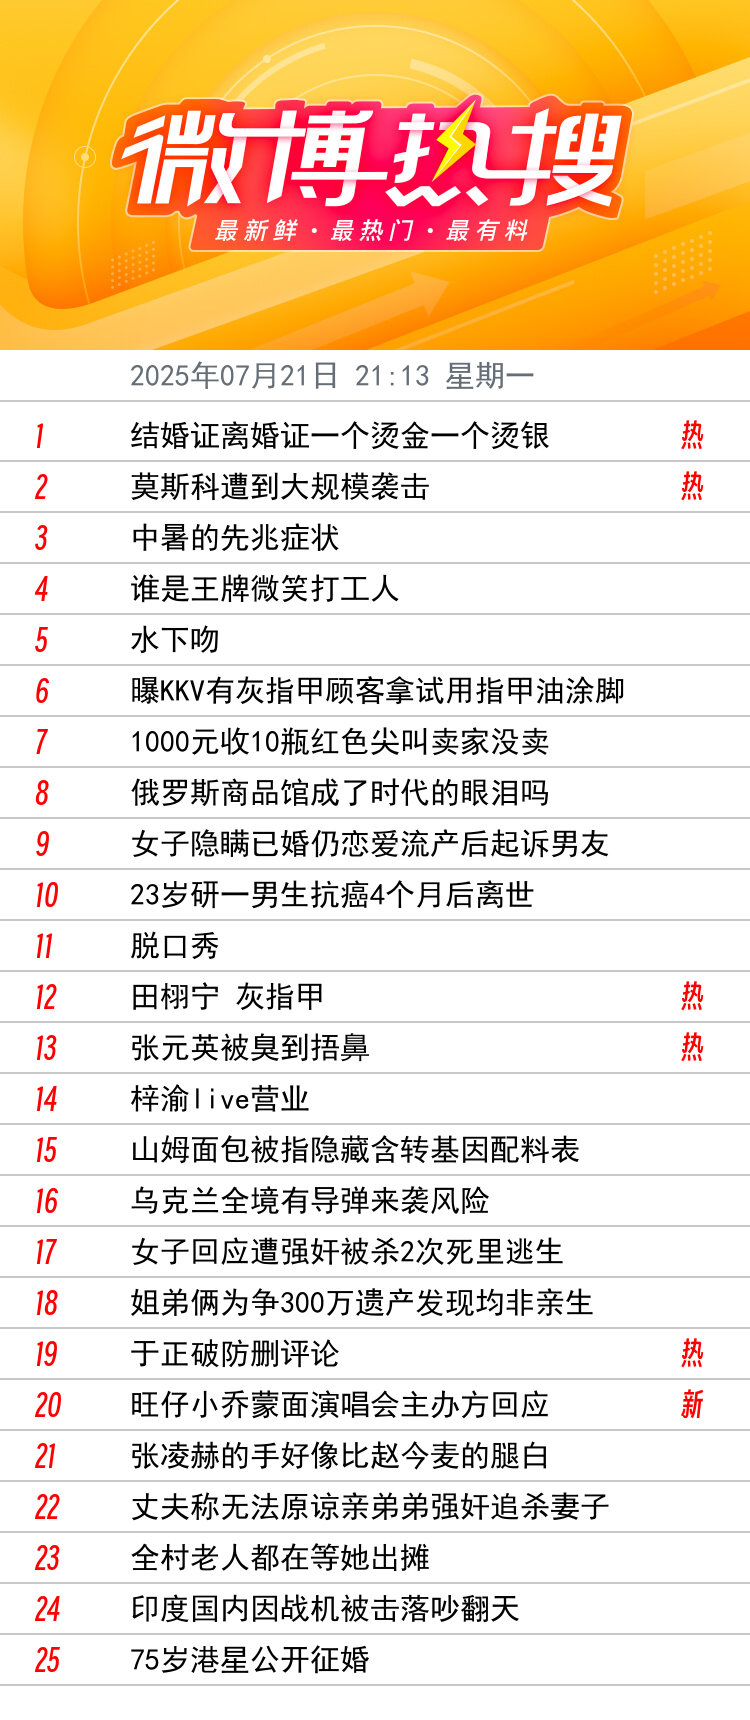 微博热搜
最新鲜·最热门·最有料
2025年07月21日 21:13 星期一
1 结婚证离婚证一个烫金一个烫银 热
2 莫斯科遭到大规模袭击 热
3 中暑的先兆症状
4 谁是王牌微笑打工人
5 水下吻
6 曝KKV有灰指甲顾客拿试用指甲油涂脚
7 1000元收10瓶红色尖叫卖家没卖
8 俄罗斯商品馆成了时代的眼泪吗
9 女子隐瞒已婚仍恋爱流产后起诉男友
10 23岁研一男生抗癌4个月后离世
11 脱口秀
12 田栩宁 灰指甲 热
13 张元英被臭到捂鼻 热
14 梓渝live营业
15 山姆面包被指隐藏含转基因配料表
16 乌克兰全境有导弹来袭风险
17 女子回应遭强奸被杀2次死里逃生
18 姐弟俩为争300万遗产发现均非亲生
19 于正破防删评论 热
20 旺仔小乔蒙面演唱会主办方回应 新
21 张凌赫的手好像比赵今麦的腿白
22 丈夫称无法原谅亲弟弟强奸追杀妻子
23 全村老人都在等她出摊
24 印度国内因战机被击落吵翻天
25 75岁港星公开征婚